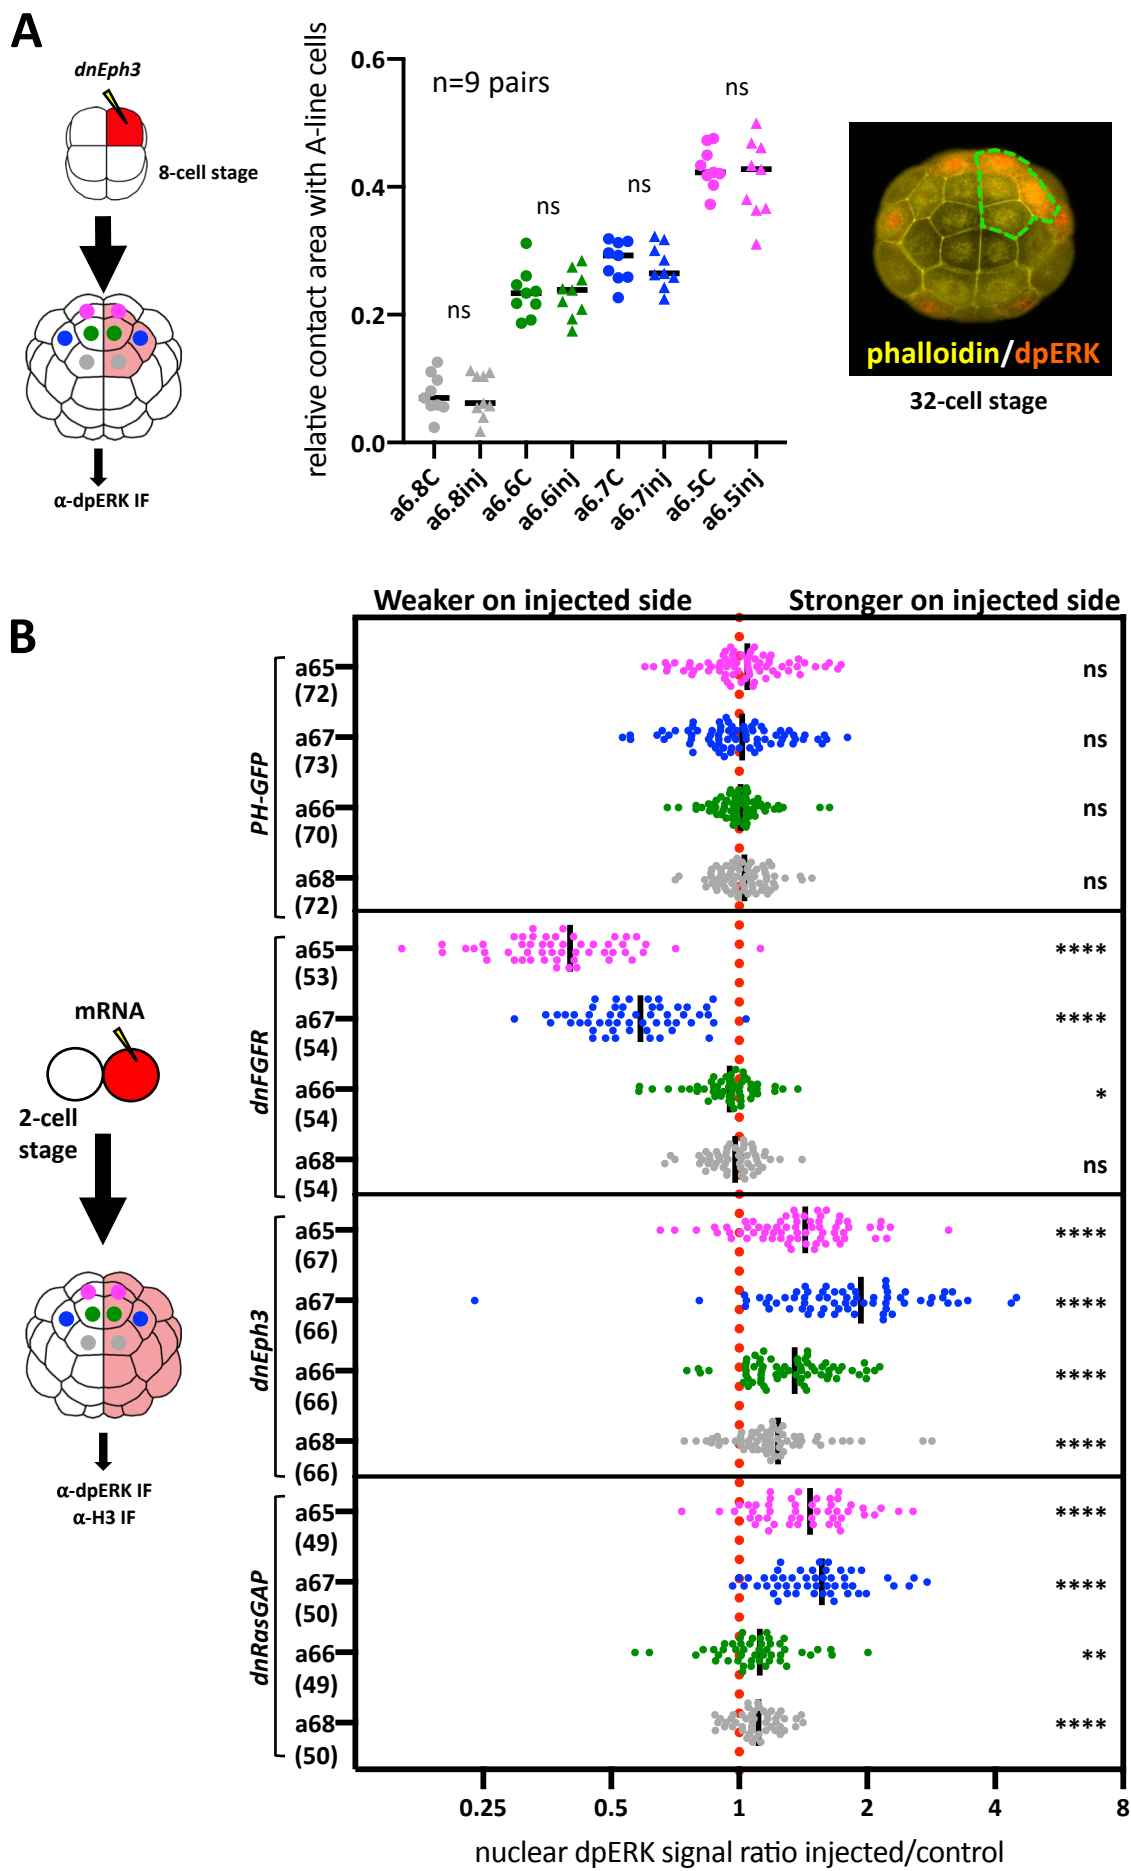 A
dnEph3
8-cell stage
α-dpERK IF
relative contact area with A-line cells
n=9 pairs
0.6
0.4
0.2
0.0
ns
ns
ns
ns
a6.8C
a6.8inj
a6.6C
a6.6inj
a6.7C
a6.7inj
a6.5C
a6.5inj
phalloidin/dpERK
32-cell stage
B
Weaker on injected side
Stronger on injected side
mRNA
2-cell
stage
α-dpERK IF
α-H3 IF
PH-GFP
a65
(72)
ns
a67
(73)
ns
a66
(70)
ns
a68
(72)
ns
dnFGFR
a65
(53)
****
a67
(54)
****
a66
(54)
*
a68
(54)
ns
dnEph3
a65
(67)
****
a67
(66)
****
a66
(66)
****
a68
(66)
****
dnRasGAP
a65
(49)
****
a67
(50)
****
a66
(49)
**
a68
(50)
****
0.25
0.5
1
2
4
8
nuclear dpERK signal ratio injected/control